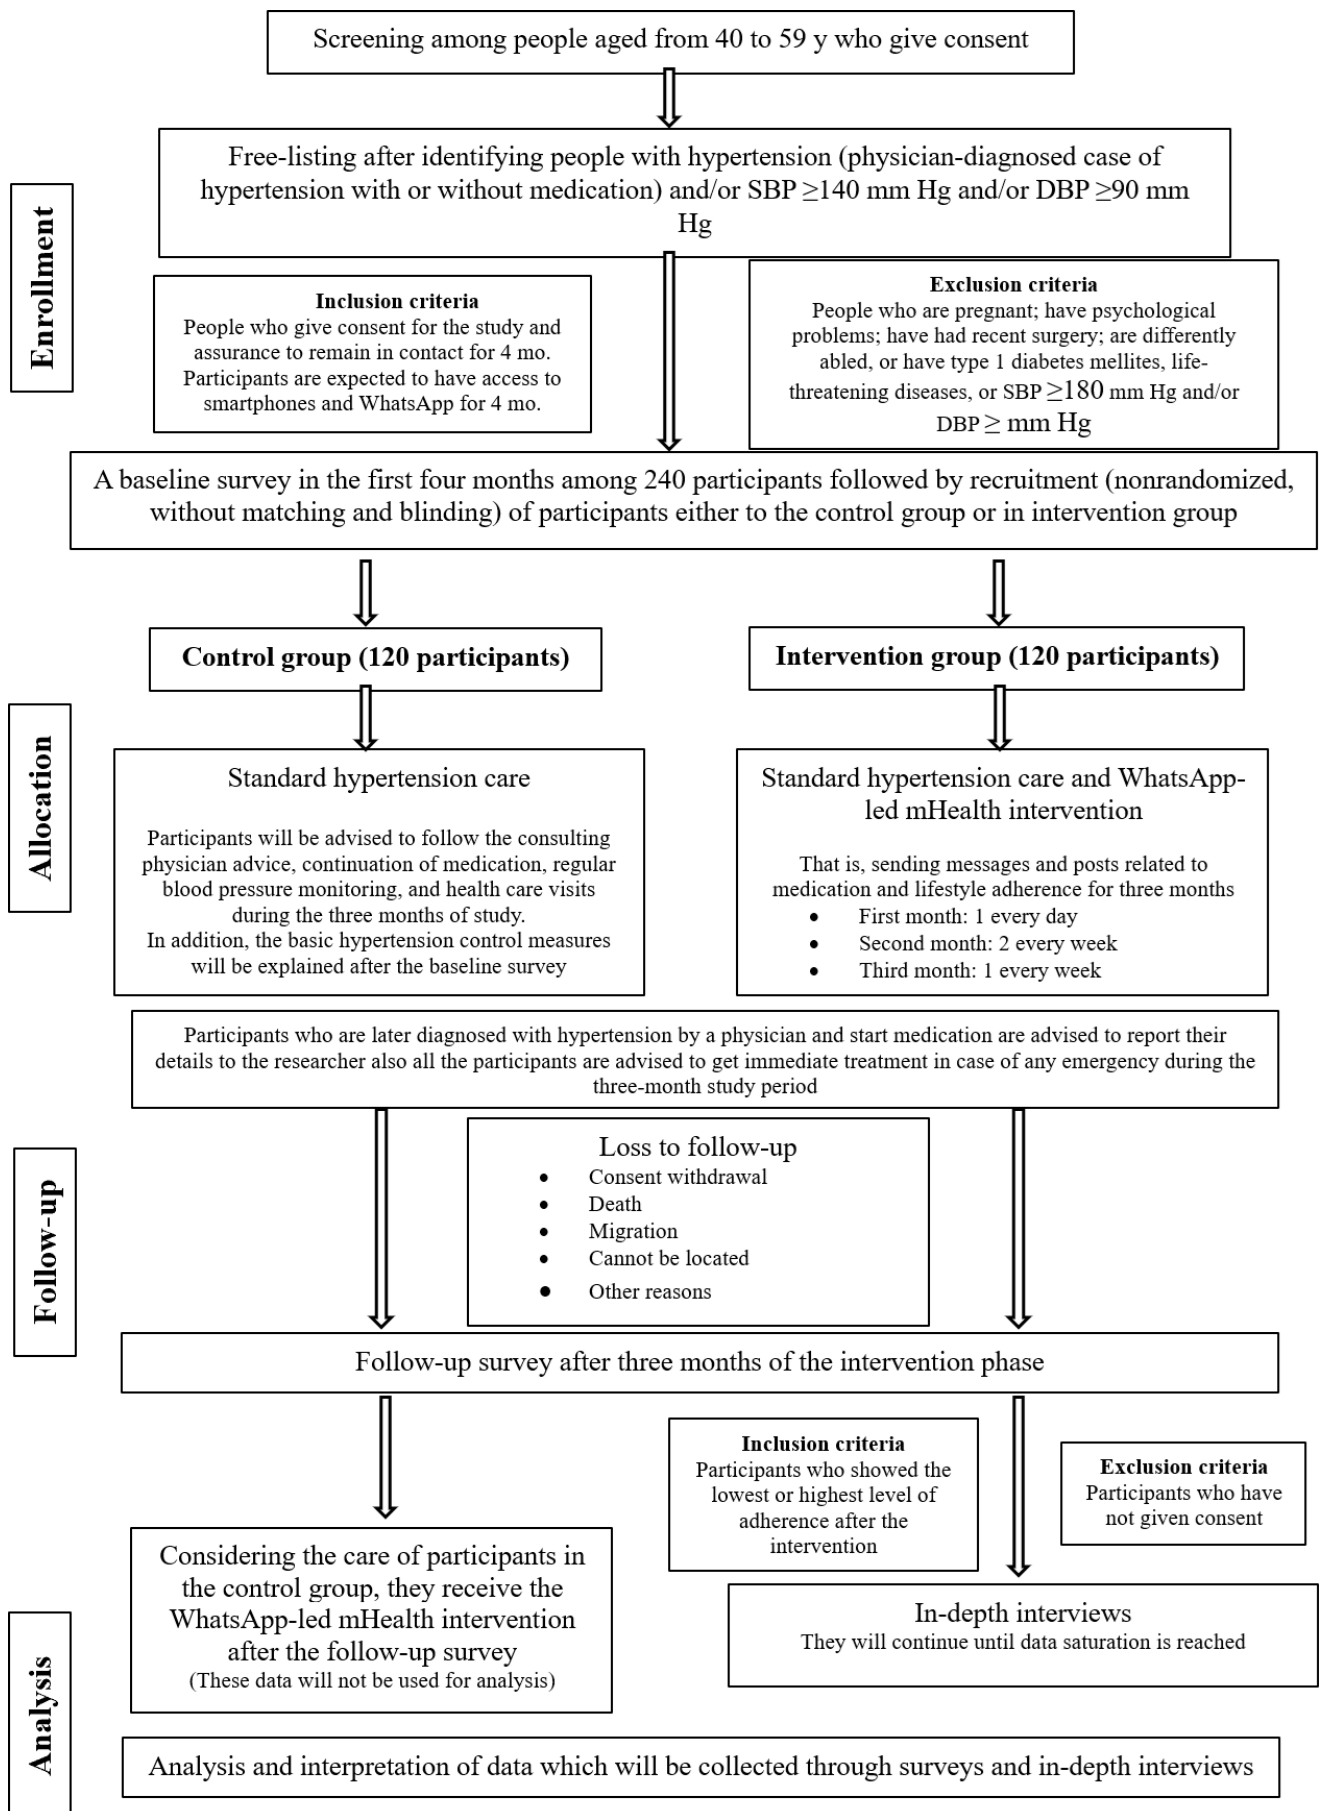 Screening among people aged from 40 to 59 y who give consent
Enrollment
Free-listing after identifying people with hypertension (physician-diagnosed case of
hypertension with or without medication) and/or SBP ≥140 mm Hg and/or DBP ≥90 mm
Hg
Inclusion criteria
People who give consent for the study and
assurance to remain in contact for 4 mo.
Participants are expected to have access to
smartphones and WhatsApp for 4 mo.
Exclusion criteria
People who are pregnant; have psychological
problems; have had recent surgery; are differently
abled, or have type 1 diabetes mellites, life-
threatening diseases, or SBP ≥180 mm Hg and/or
DBP ≥ mm Hg
A baseline survey in the first four months among 240 participants followed by recruitment (nonrandomized,
without matching and blinding) of participants either to the control group or in intervention group
Control group (120 participants)
Intervention group (120 participants)
Allocation
Standard hypertension care
Participants will be advised to follow the consulting
physician advice, continuation of medication, regular
blood pressure monitoring, and health care visits
during the three months of study.
In addition, the basic hypertension control measures
will be explained after the baseline survey
Standard hypertension care and WhatsApp-
led mHealth intervention
That is, sending messages and posts related to
medication and lifestyle adherence for three months
• First month: 1 every day
• Second month: 2 every week
• Third month: 1 every week
Participants who are later diagnosed with hypertension by a physician and start medication are advised to report their
details to the researcher also all the participants are advised to get immediate treatment in case of any emergency during the
three-month study period
Follow-up
Loss to follow-up
• Consent withdrawal
• Death
• Migration
• Cannot be located
• Other reasons
Follow-up survey after three months of the intervention phase
Inclusion criteria
Participants who showed the
lowest or highest level of
adherence after the
intervention
Exclusion criteria
Participants who have
not given consent
Analysis
Considering the care of participants in
the control group, they receive the
WhatsApp-led mHealth intervention
after the follow-up survey
(These data will not be used for analysis)
In-depth interviews
They will continue until data saturation is reached
Analysis and interpretation of data which will be collected through surveys and in-depth interviews